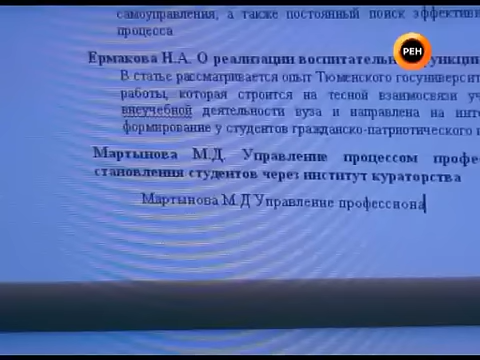 самоуправления, а также постоянный поиск эффективн
процесса
Ермакова Н.А. О реализации воспитательн функци
В статье рассматривается опыт Тюменского госуниверсит
работы, которая строится на тесной взаимосвязи уч
внеучебной деятельности вуза и направлена на инт
формирование у студентов гражданско-патриотического
Мартынова М.Д. Управление процессом профе
становления студентов через институт кураторства
Мартынова М.Д Управление профессиона
РЕН